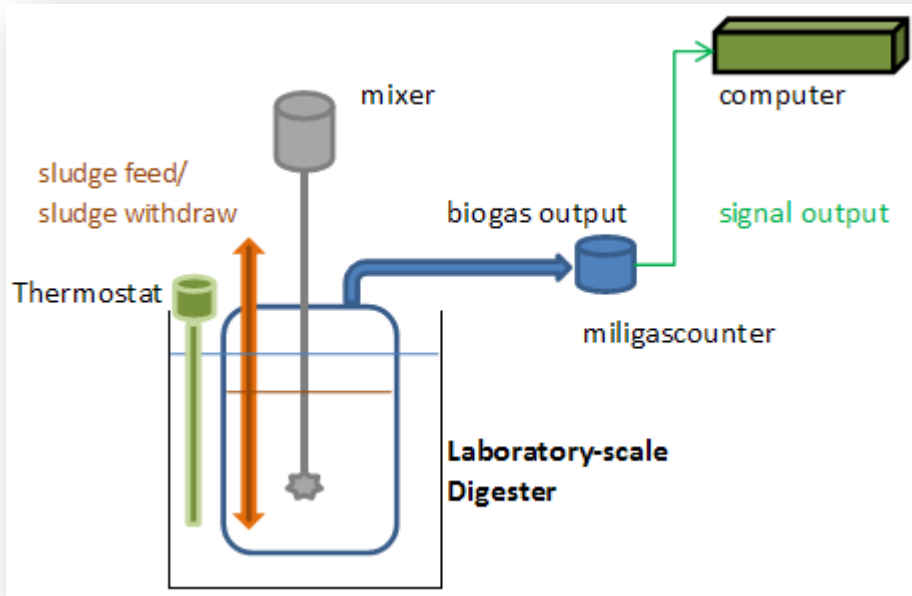 mixer
computer
sludge feed/
sludge withdraw
biogas output
signal output
Thermostat
miligascounter
Laboratory-scale
Digester